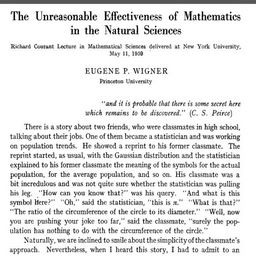 The Unreasonable Effectiveness of Mathematics
in the Natural Sciences
Richard Courant Lecture in Mathematical Sciences delivered at New York University,
May 11, 1959
EUGENE P. WIGNER
Princeton University
"and it is probable that there is some secret here
which remains to be discovered." (C. S. Peirce)
There is a story about two friends, who were classmates in high school,
talking about their jobs. One of them became a statistician and was working
on population trends. He showed a reprint to his former classmate. The
reprint started, as usual, with the Gaussian distribution and the statistician
explained to his former classmate the meaning of the symbols for the actual
population, for the average population, and so on. His classmate was a
bit incredulous and was not quite sure whether the statistician was pulling
his leg. "How can you know that?" was his query. "And what is this
symbol here?" "Oh," said the statistician, "this is π." "What is that?"
"The ratio of the circumference of the circle to its diameter." "Well, now
you are pushing your joke too far," said the classmate, "surely the pop-
ulation has nothing to do with the circumference of the circle."
Naturally, we are inclined to smile about the simplicity of the classmate's
approach. Nevertheless, when I heard this story, I had to admit to an